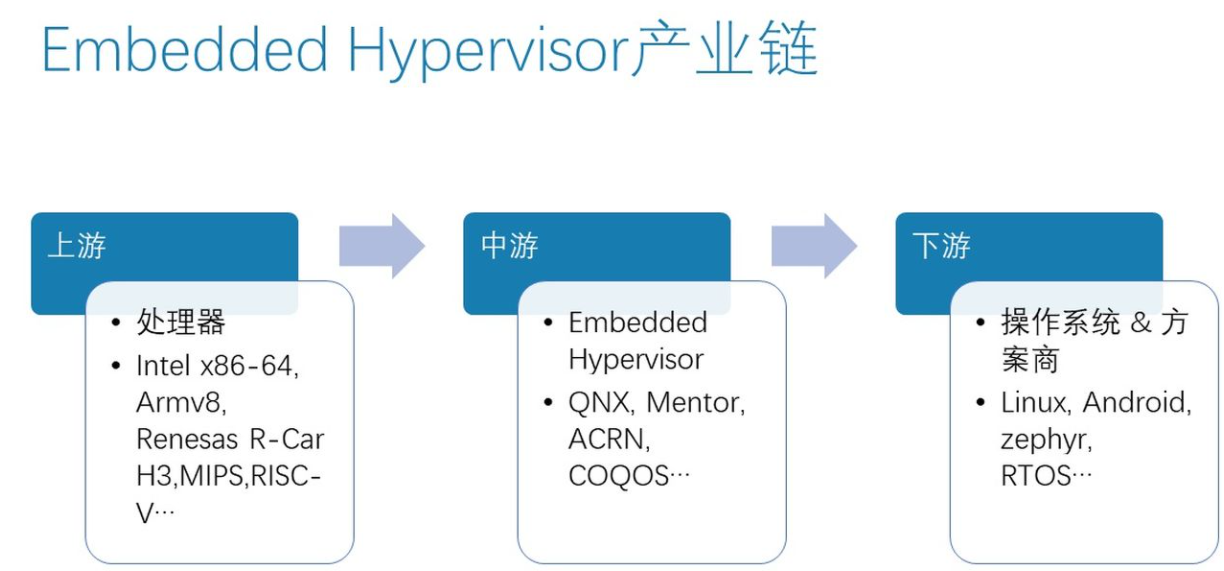 Embedded Hypervisor产业链
上游
• 处理器
• Intel x86-64,
Armv8,
Renesas R-Car
H3,MIPS,RISC-
V…
中游
• Embedded
Hypervisor
• QNX, Mentor,
ACRN,
COQOS…
下游
• 操作系统 & 方
案商
• Linux, Android,
zephyr,
RTOS…